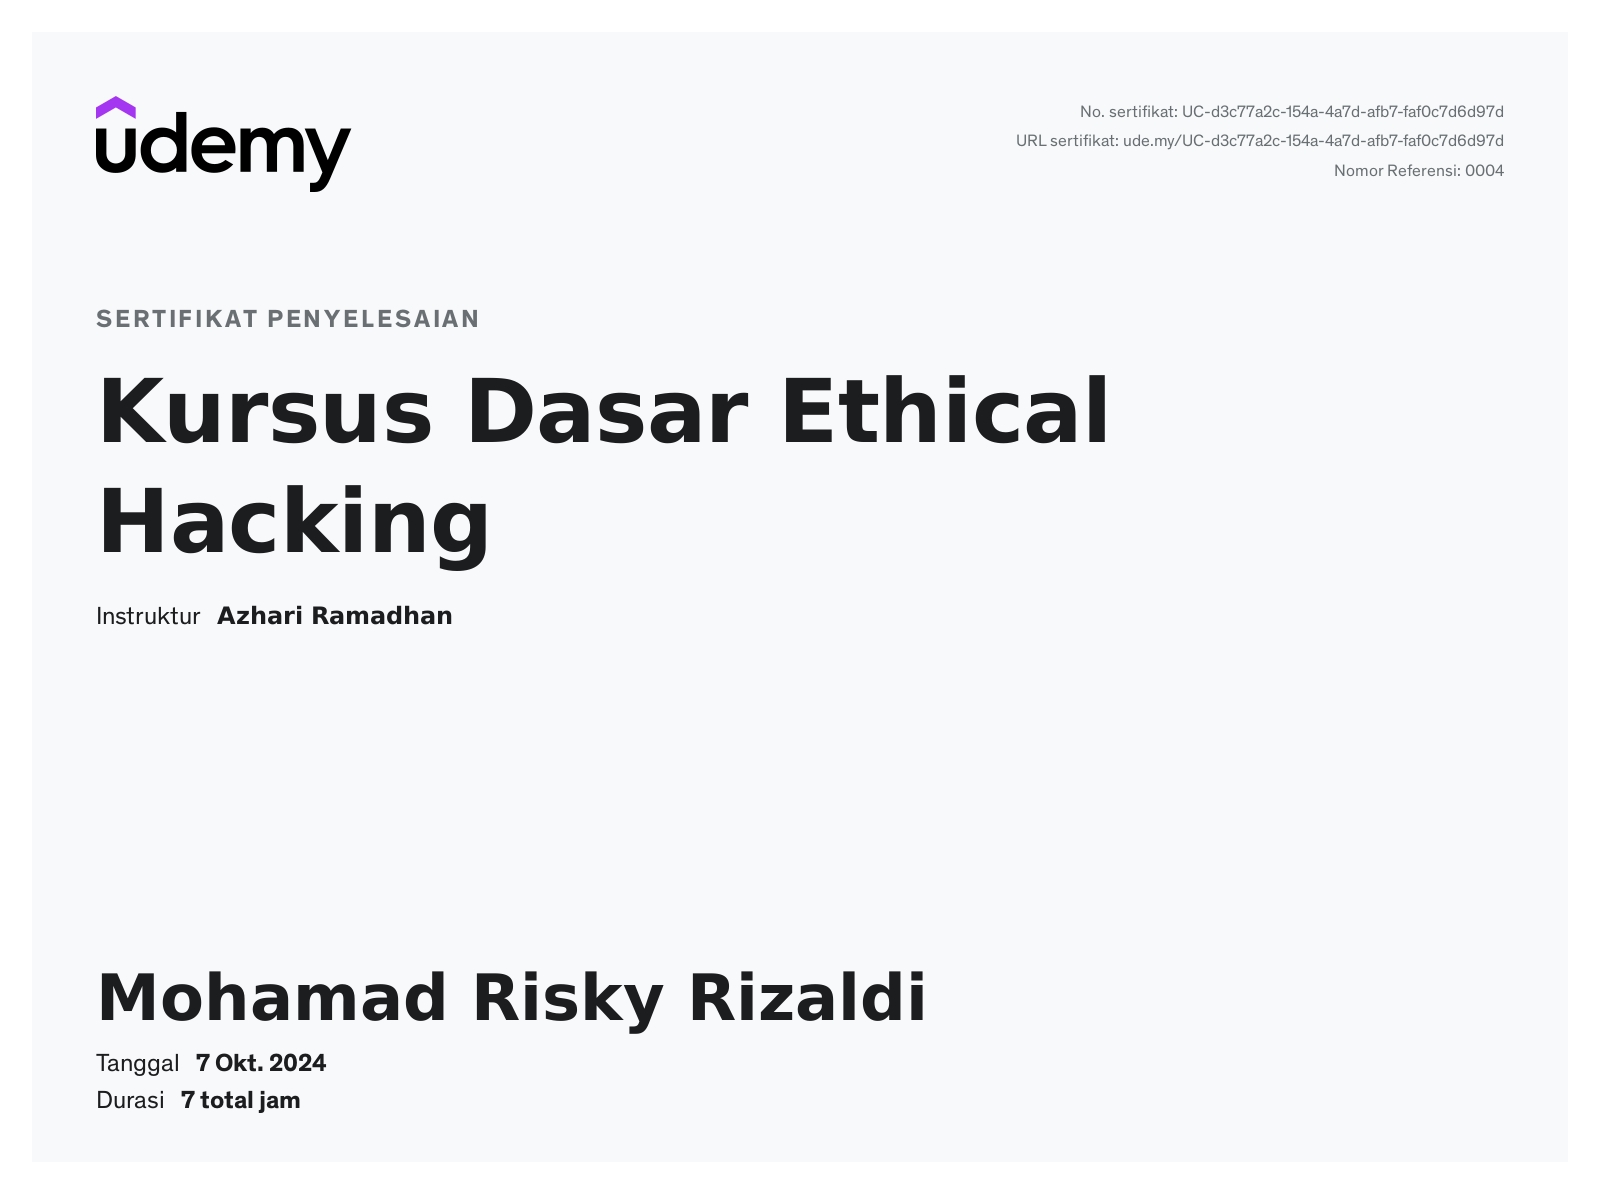 udemy
No. sertifikat: UC-d3c77a2c-154a-4a7d-afb7-faf0c7d6d97d
URL sertifikat: ude.my/UC-d3c77a2c-154a-4a7d-afb7-faf0c7d6d97d
Nomor Referensi: 0004
SERTIFIKAT PENYELESAIAN
Kursus Dasar Ethical
Hacking
Instruktur Azhari Ramadhan
Mohamad Risky Rizaldi
Tanggal 7 Okt. 2024
Durasi 7 total jam